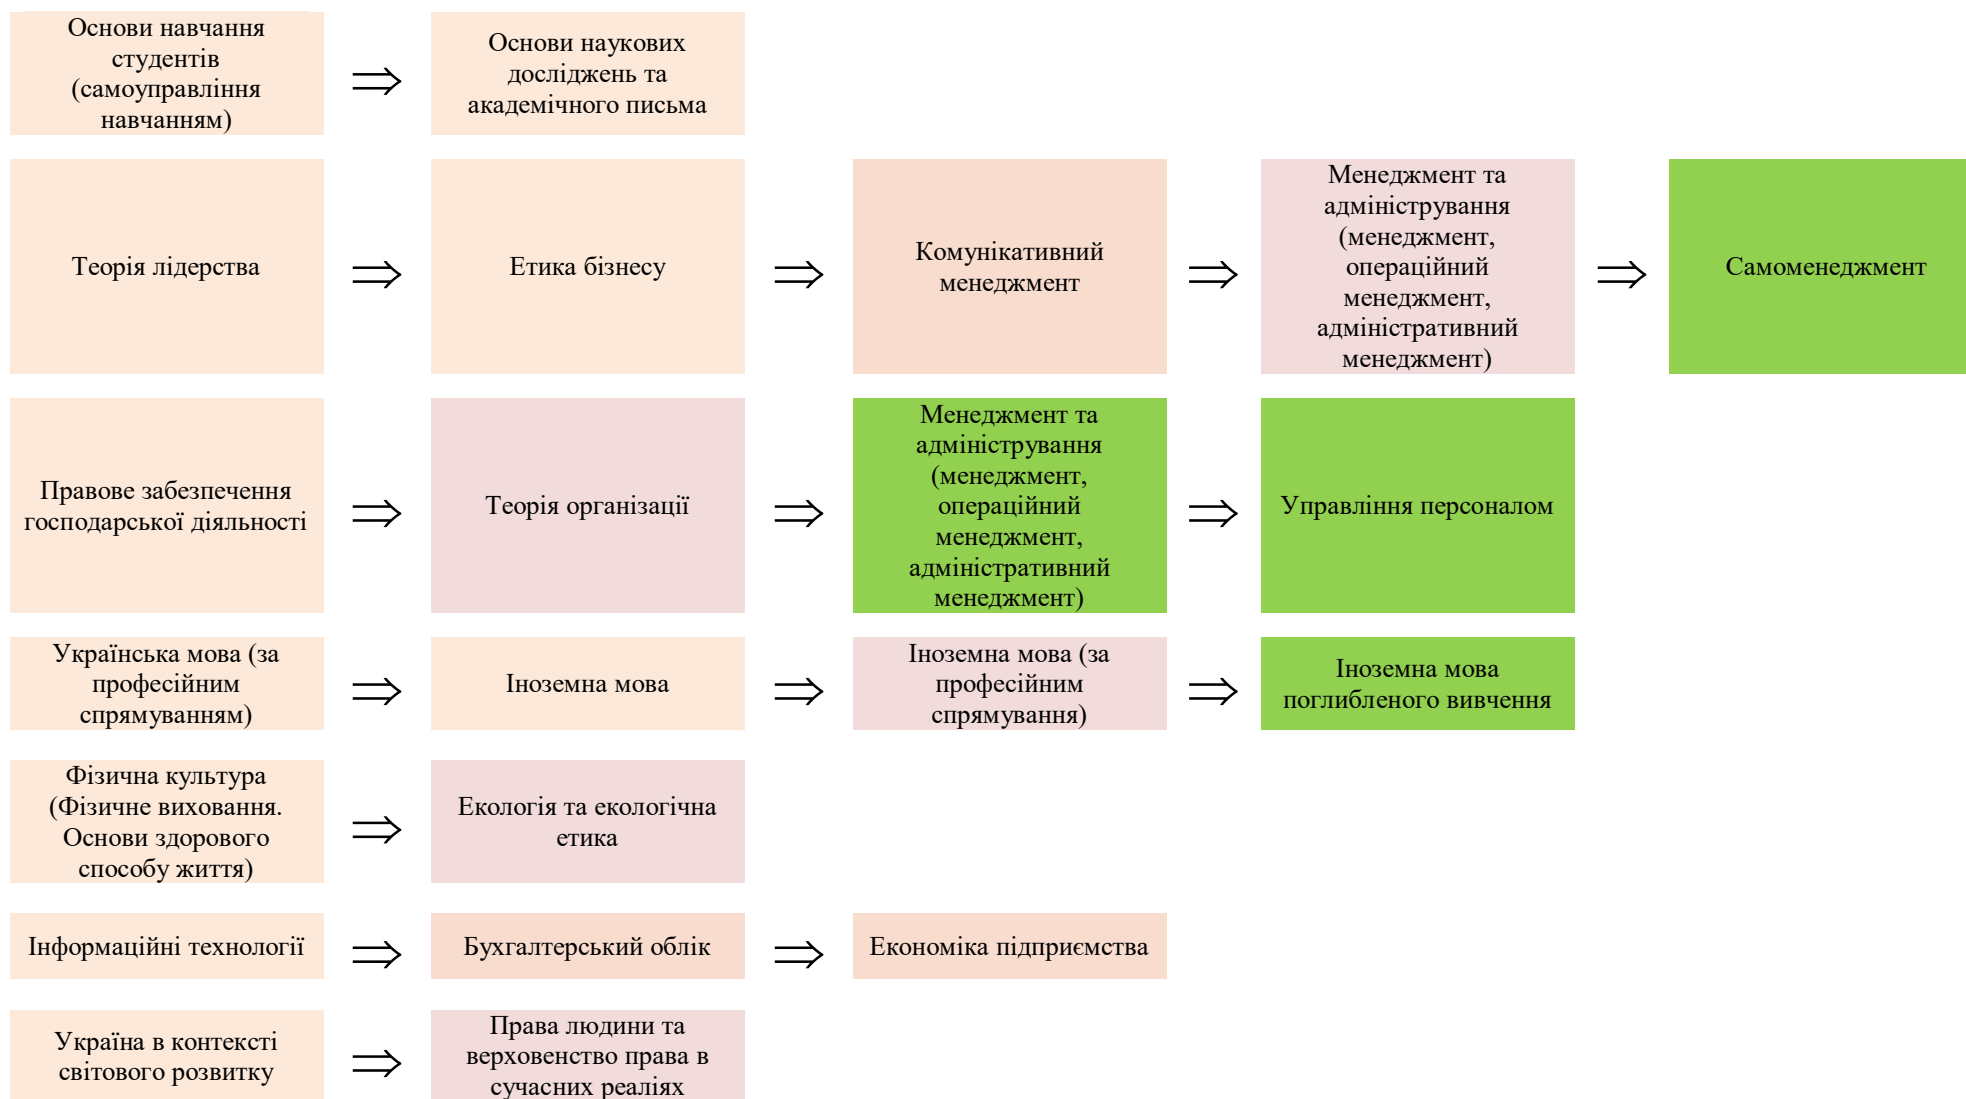 Основи навчання
студентів
(самоуправління
навчанням)
⇒
Основи наукових
досліджень та
академічного письма
Теорія лідерства
⇒
Етика бізнесу
⇒
Комунікативний
менеджмент
⇒
Менеджмент та
адміністрування
(менеджмент,
операційний
менеджмент,
адміністративний
менеджмент)
⇒
Самоменеджмент
Правове забезпечення
господарської діяльності
⇒
Теорія організації
⇒
Менеджмент та
адміністрування
(менеджмент,
операційний
менеджмент,
адміністративний
менеджмент)
⇒
Управління персоналом
Українська мова (за
професійним
спрямуванням)
⇒
Іноземна мова
⇒
Іноземна мова (за
професійним
спрямування)
⇒
Іноземна мова
поглибленого вивчення
Фізична культура
(Фізичне виховання.
Основи здорового
способу життя)
⇒
Екологія та екологічна
етика
Інформаційні технології
⇒
Бухгалтерський облік
⇒
Економіка підприємства
Україна в контексті
світового розвитку
⇒
Права людини та
верховенство права в
сучасних реаліях